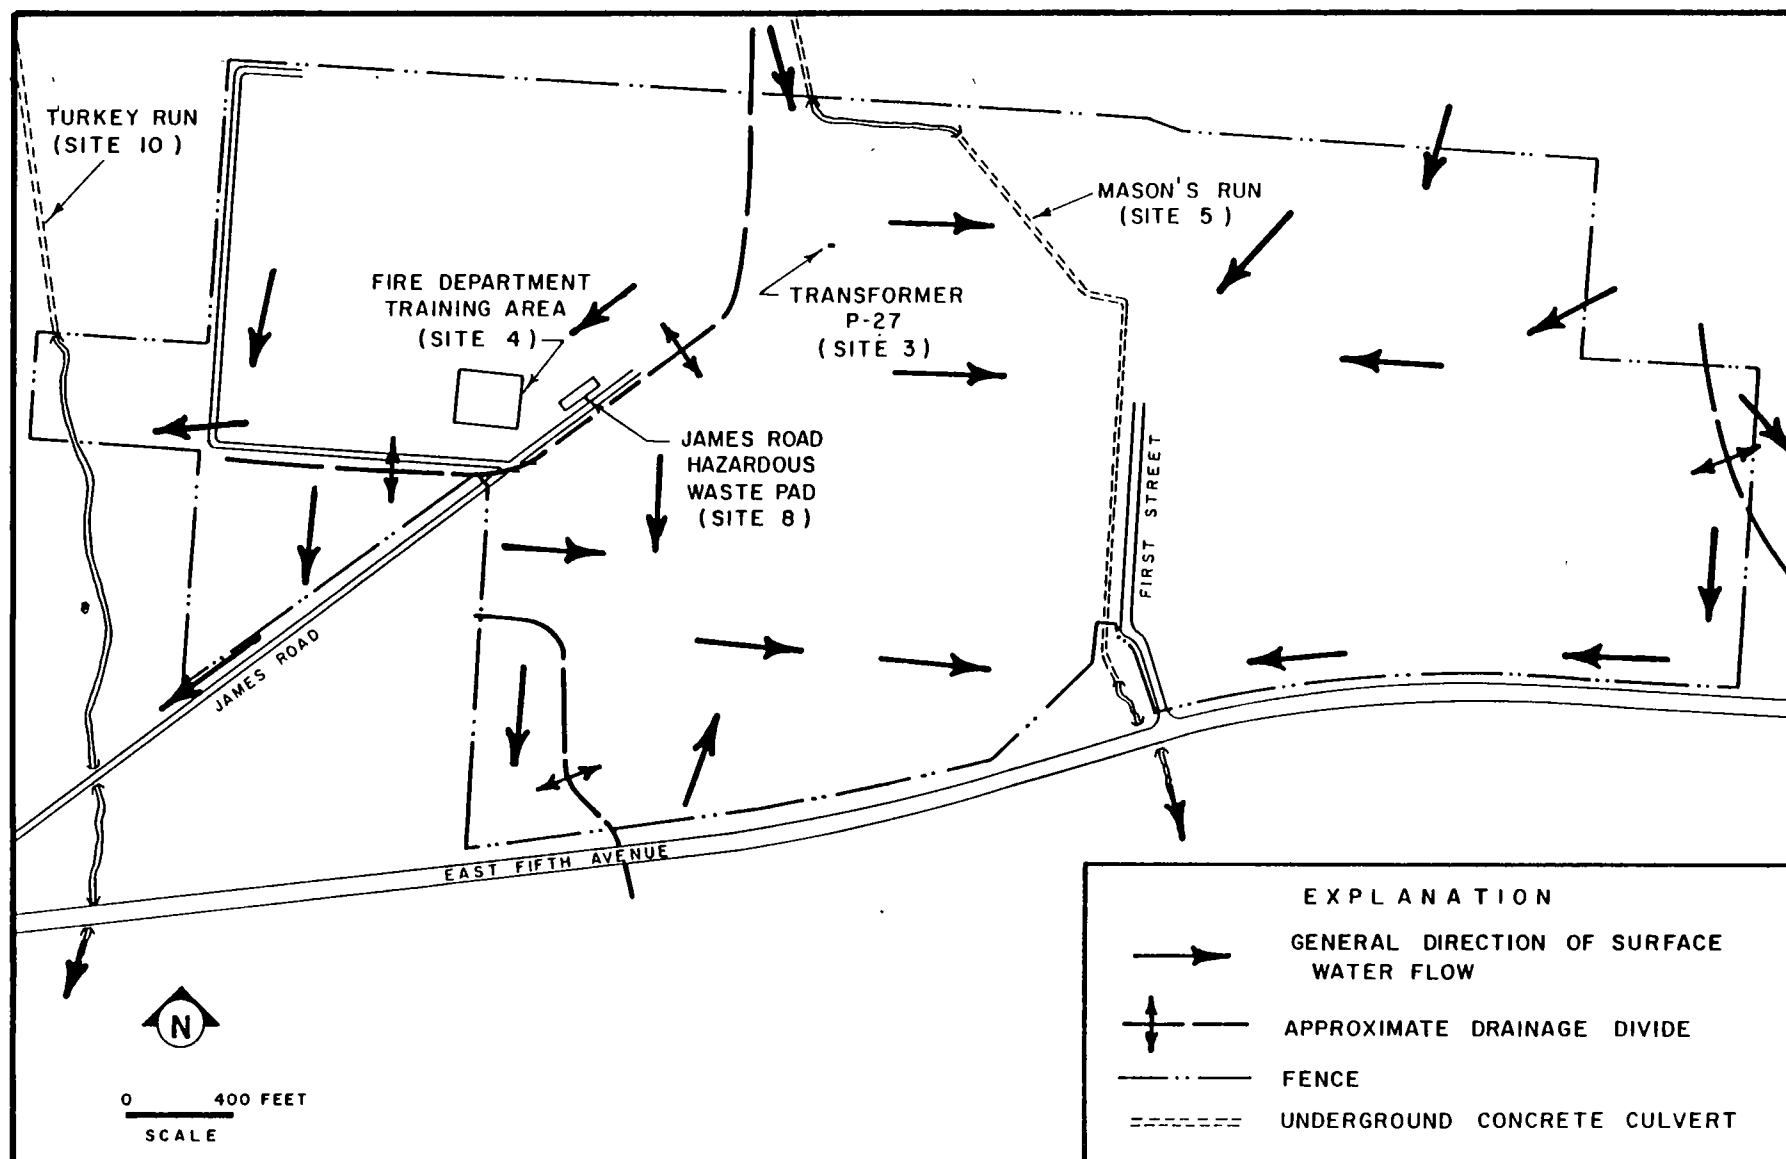 TURKEY RUN
(SITE 10)
MASON'S RUN
(SITE 5)
FIRE DEPARTMENT
TRAINING AREA
(SITE 4)
TRANSFORMER
P-27
(SITE 3)
JAMES ROAD
HAZARDOUS
WASTE PAD
(SITE 8)
FIRST STREET
JAMES ROAD
EAST FIFTH AVENUE
N
0 400 FEET
SCALE
EXPLANATION
GENERAL DIRECTION OF SURFACE
WATER FLOW
APPROXIMATE DRAINAGE DIVIDE
FENCE
UNDERGROUND CONCRETE CULVERT